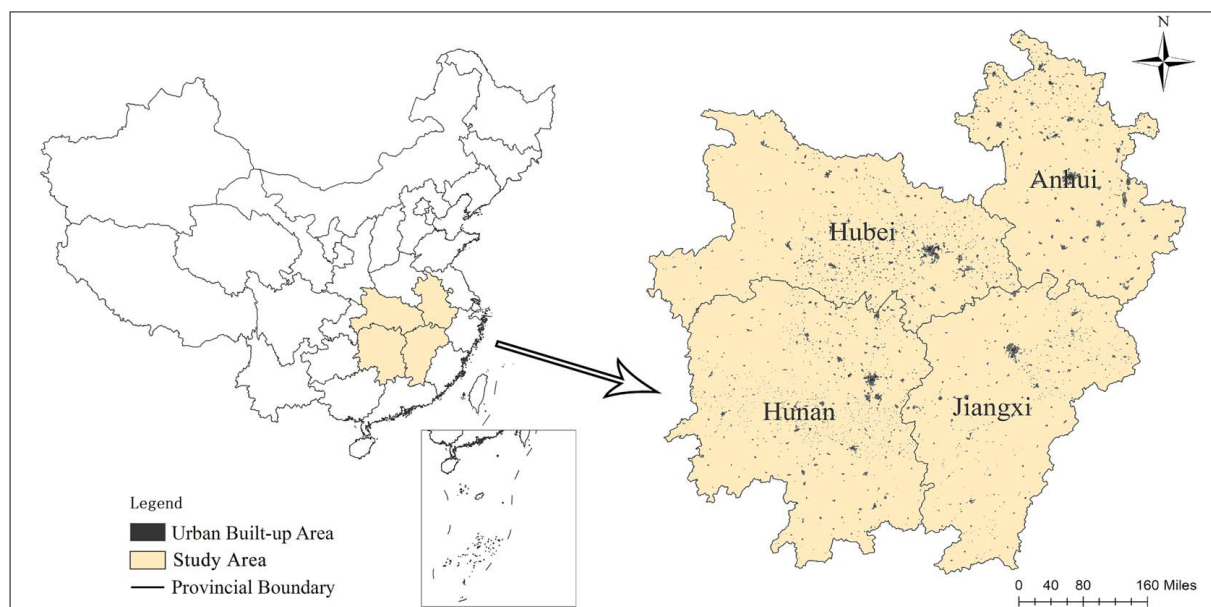 N
Anhui
Hubei
Hunan
Jiangxi
Legend
Urban Built-up Area
Study Area
Provincial Boundary
0 40 80 160 Miles